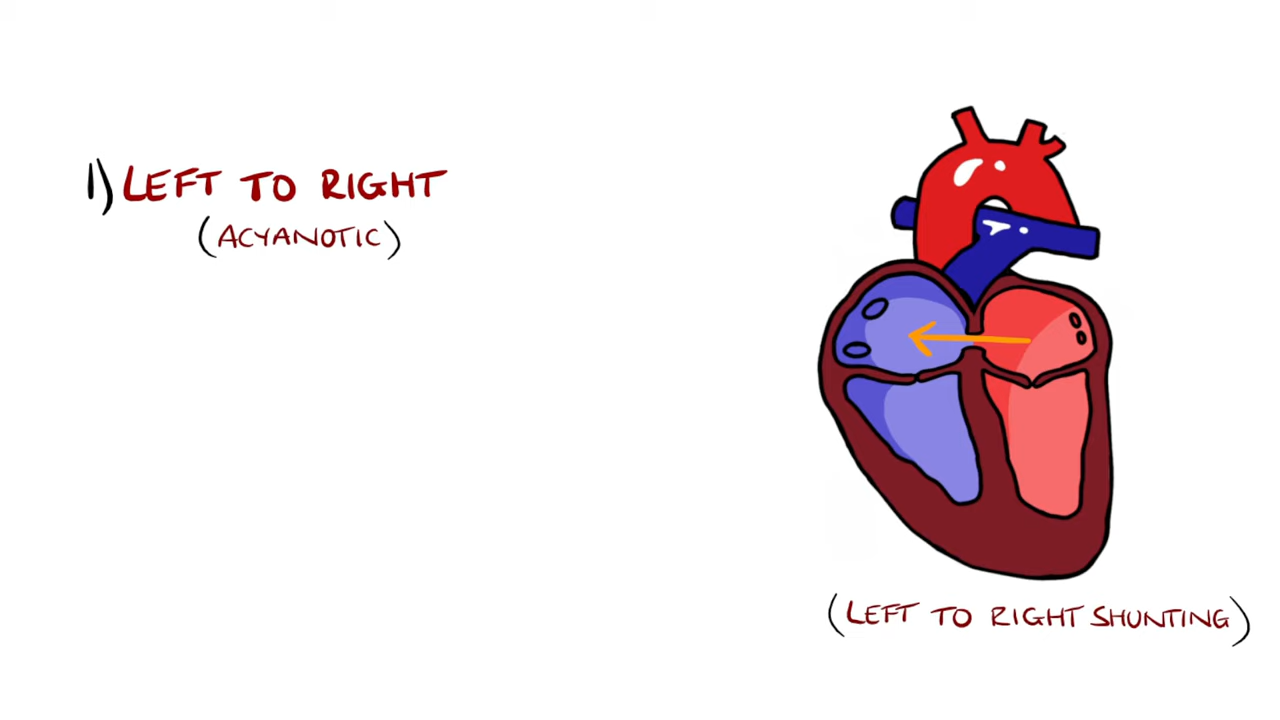 1) LEFT TO RIGHT
(ACYANOTIC)
(LEFT TO RIGHT SHUNTING)